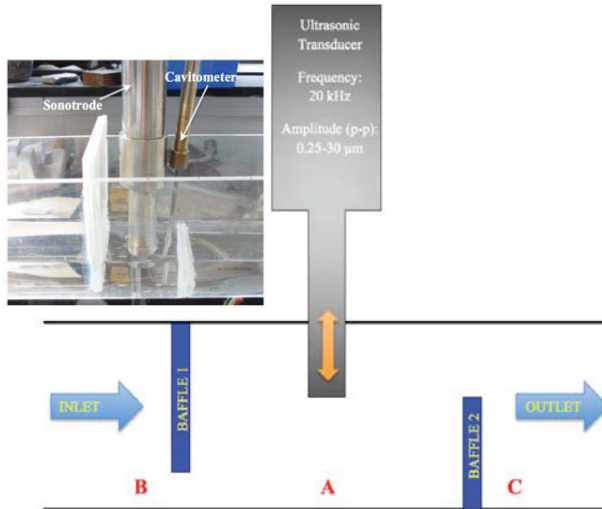 Ultrasonic
Transducer
Frequency:
20 kHz
Amplitude (p-p):
0.25-30 μm
Cavitometer
Sonotrode
INLET
BAFFLE 1
BAFFLE 2
OUTLET
B
A
C